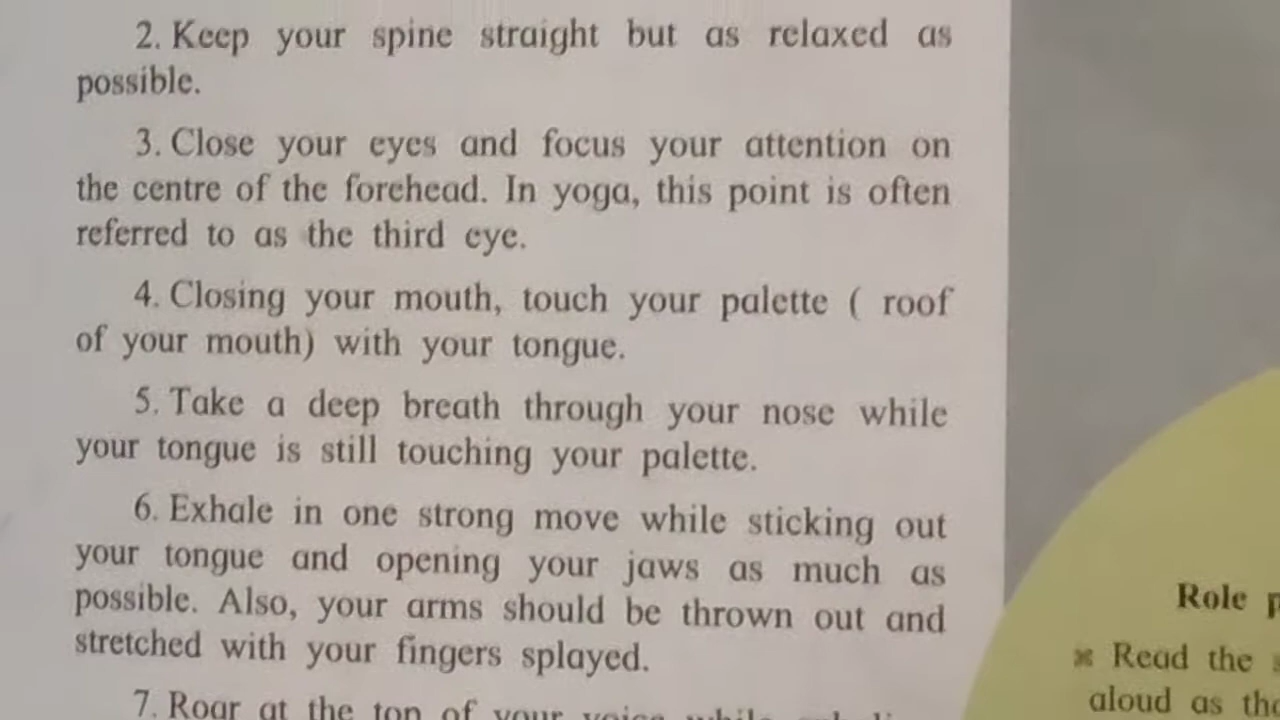 2. Keep your spine straight but as relaxed as
possible.
3. Close your eyes and focus your attention on
the centre of the forehead. In yoga, this point is often
referred to as the third eye.
4. Closing your mouth, touch your palette ( roof
of your mouth) with your tongue.
5. Take a deep breath through your nose while
your tongue is still touching your palette.
6. Exhale in one strong move while sticking out
your tongue and opening your jaws as much as
possible. Also, your arms should be thrown out and
stretched with your fingers splayed.
7. Roar at the top of your voice while
Role
Read the
aloud as